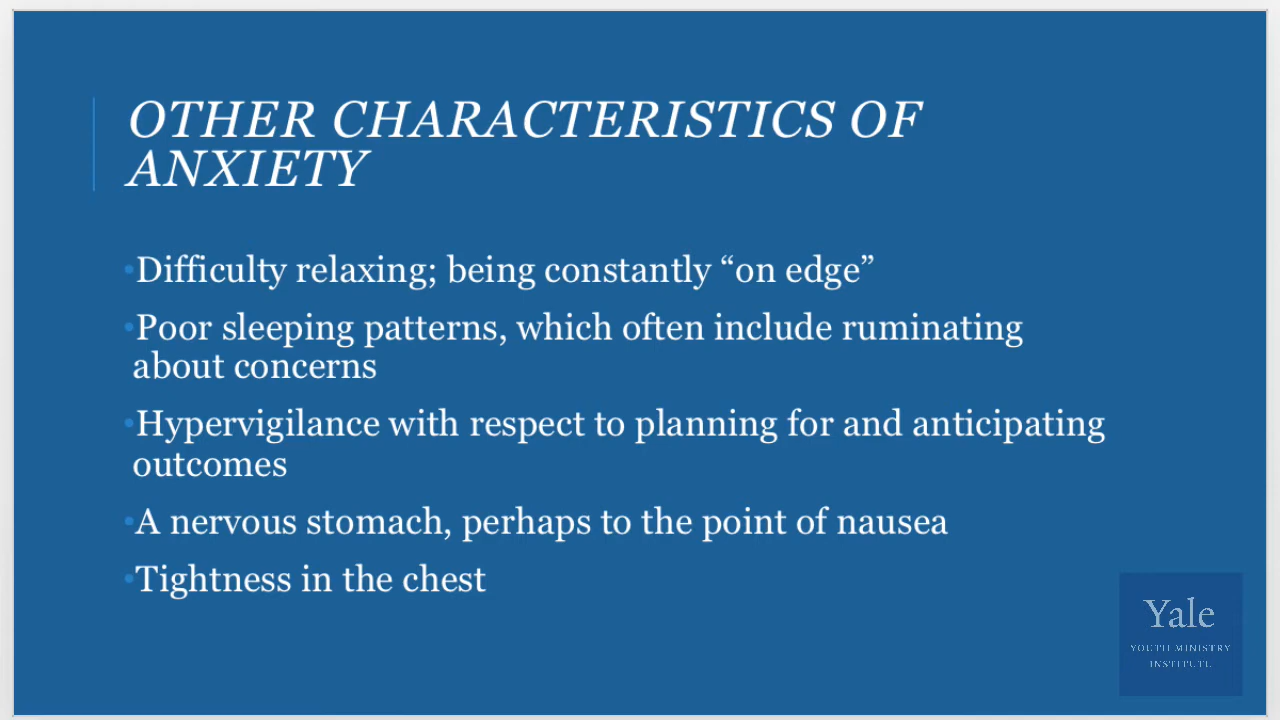 OTHER CHARACTERISTICS OF
ANXIETY
•Difficulty relaxing; being constantly “on edge”
•Poor sleeping patterns, which often include ruminating
about concerns
•Hypervigilance with respect to planning for and anticipating
outcomes
•A nervous stomach, perhaps to the point of nausea
•Tightness in the chest
Yale
YOUTH MINISTRY
INSTITUTE